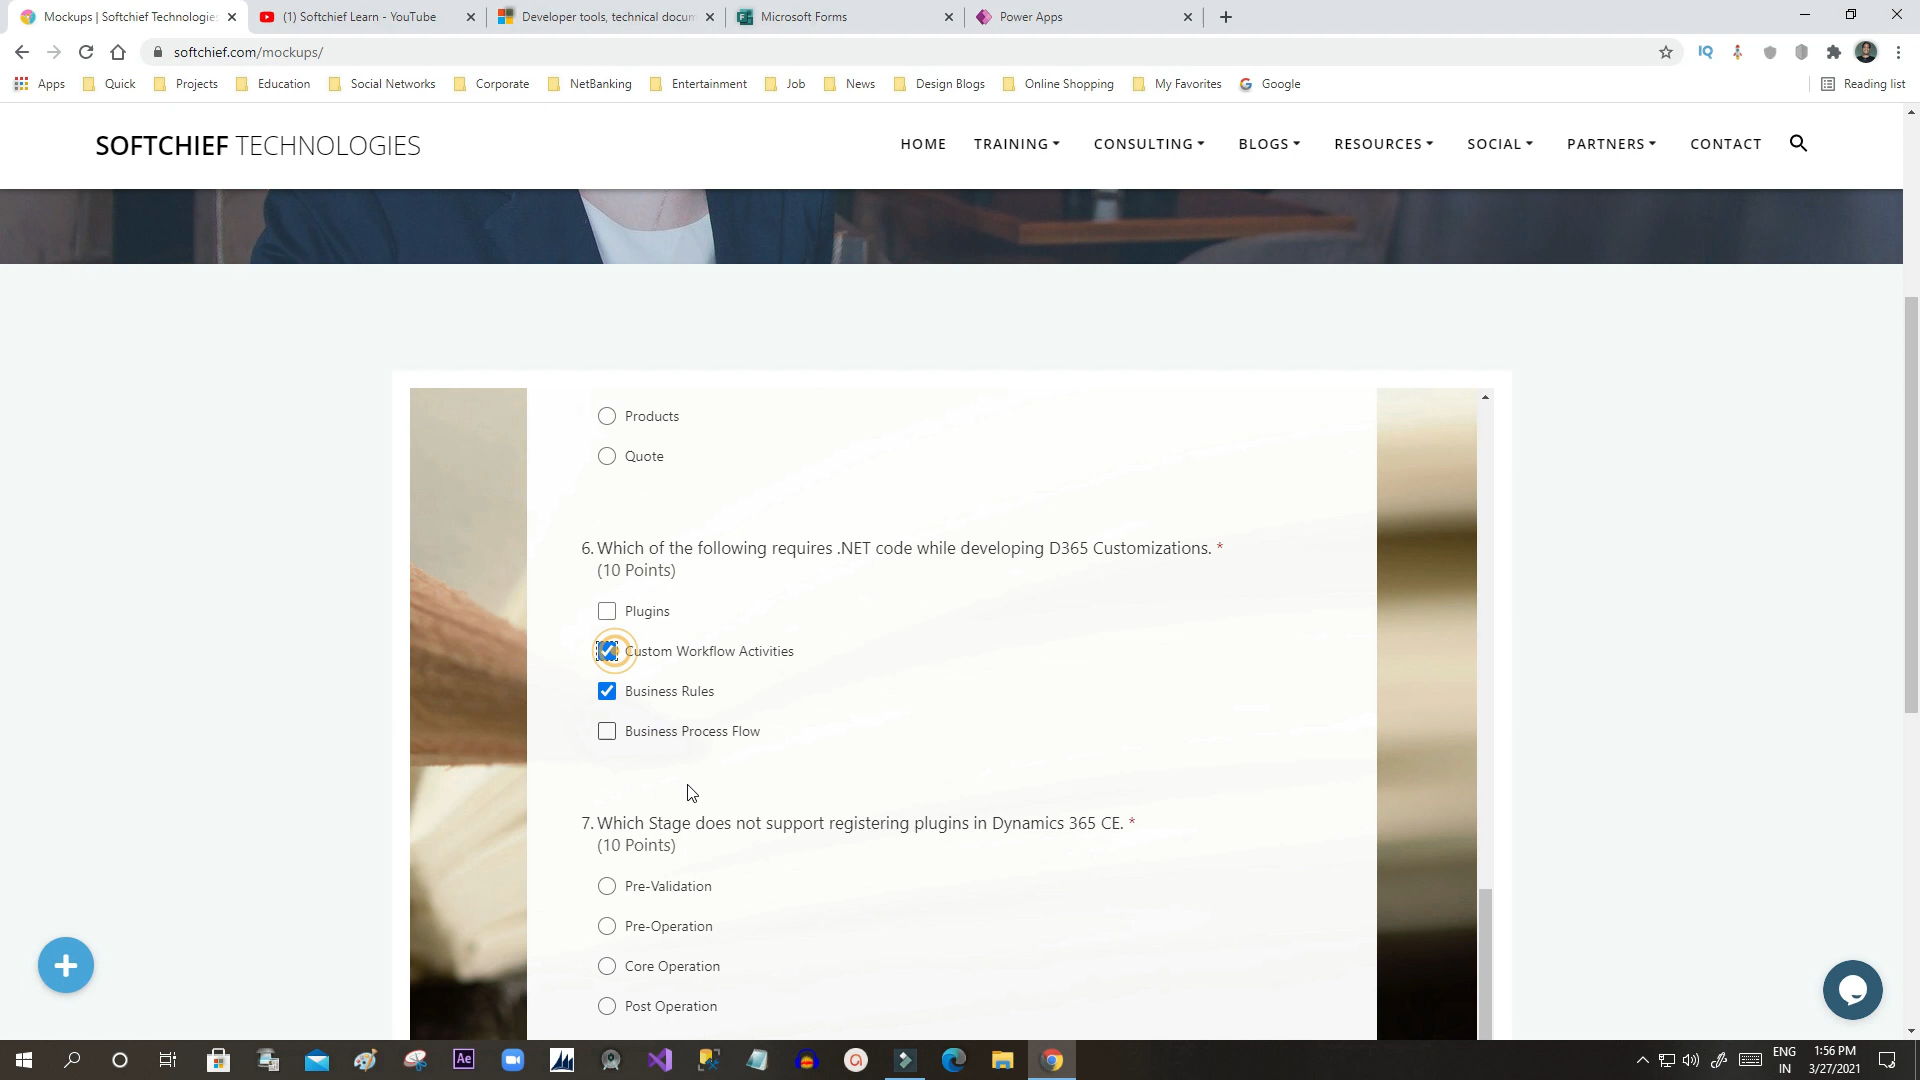 Mockups | Softchief Technologies
(1) Softchief Learn - YouTube
Developer tools, technical docum
Microsoft Forms
Power Apps
softchief.com/mockups/
Apps
Quick
Projects
Education
Social Networks
Corporate
NetBanking
Entertainment
Job
News
Design Blogs
Online Shopping
My Favorites
Google
Reading list
SOFTCHIEF TECHNOLOGIES
HOME
TRAINING
CONSULTING
BLOGS
RESOURCES
SOCIAL
PARTNERS
CONTACT
Products
Quote
6. Which of the following requires .NET code while developing D365 Customizations. *
(10 Points)
Plugins
Custom Workflow Activities
Business Rules
Business Process Flow
7. Which Stage does not support registering plugins in Dynamics 365 CE. *
(10 Points)
Pre-Validation
Pre-Operation
Core Operation
Post Operation
IQ
Ae
ENG
IN
1:56 PM
3/27/2021